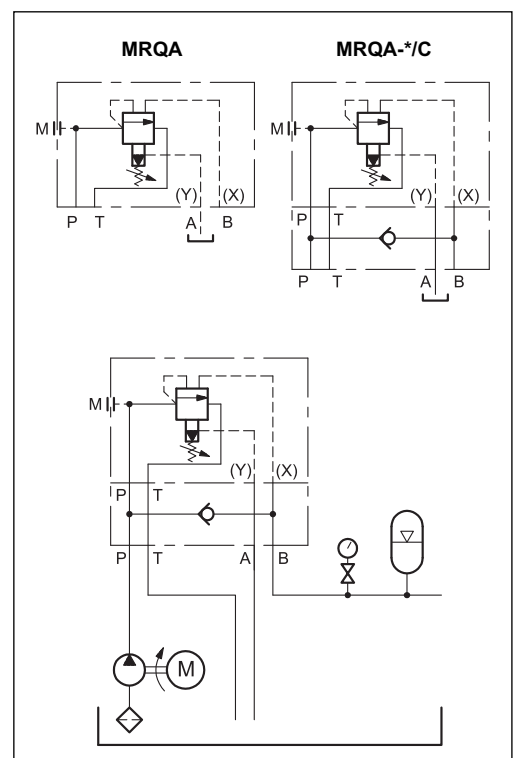 MRQA
MRQA-*/C
M
(Y) (X)
P T A B
M
(Y) (X)
P T
P T A B
M
(Y) (X)
P T
P T A B
M